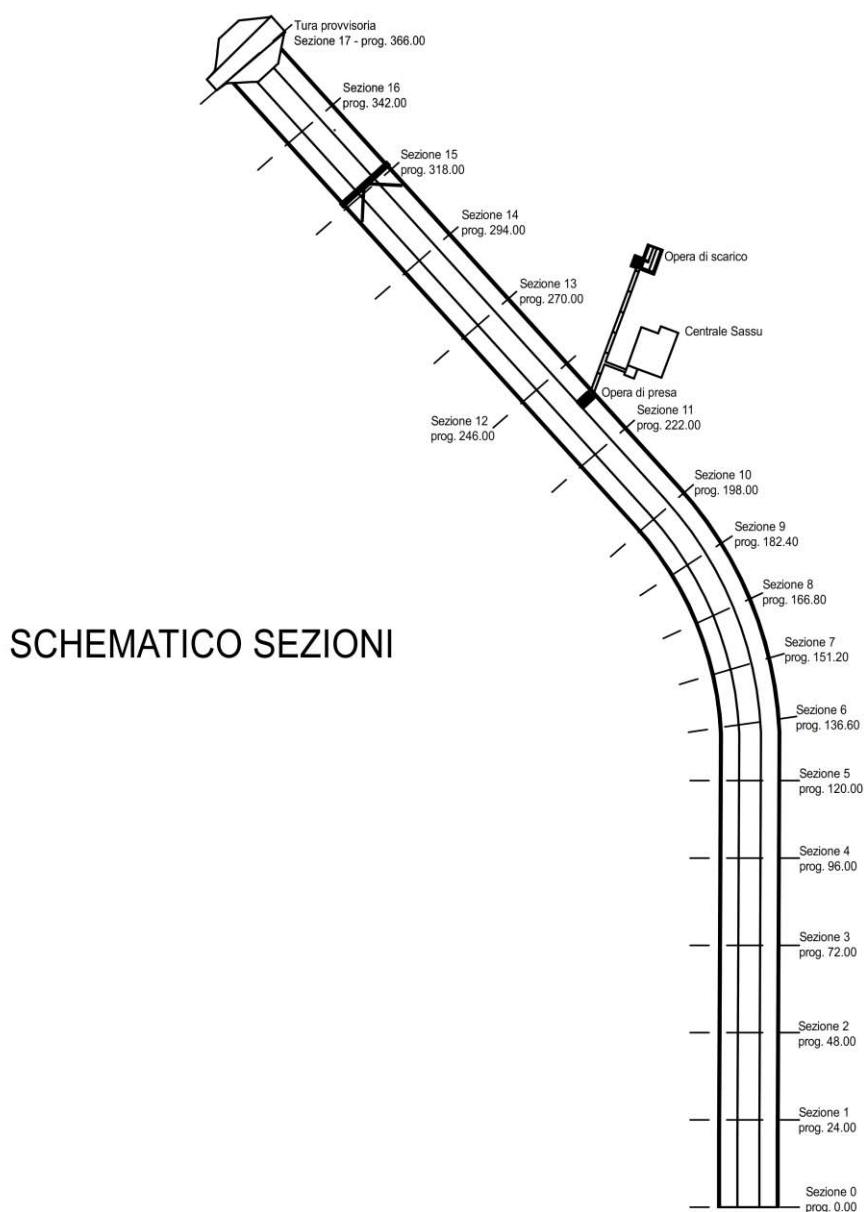 Tura provvisoria
Sezione 17 - prog. 366.00
Sezione 16
prog. 342.00
Sezione 15
prog. 318.00
Sezione 14
prog. 294.00
Opera di scarico
Sezione 13
prog. 270.00
Centrale Sassu
Opera di presa
Sezione 12
prog. 246.00
Sezione 11
prog. 222.00
Sezione 10
prog. 198.00
Sezione 9
prog. 182.40
Sezione 8
prog. 166.80
SCHEMATICO SEZIONI
Sezione 7
prog. 151.20
Sezione 6
prog. 136.60
Sezione 5
prog. 120.00
Sezione 4
prog. 96.00
Sezione 3
prog. 72.00
Sezione 2
prog. 48.00
Sezione 1
prog. 24.00
Sezione 0
prog. 0.00